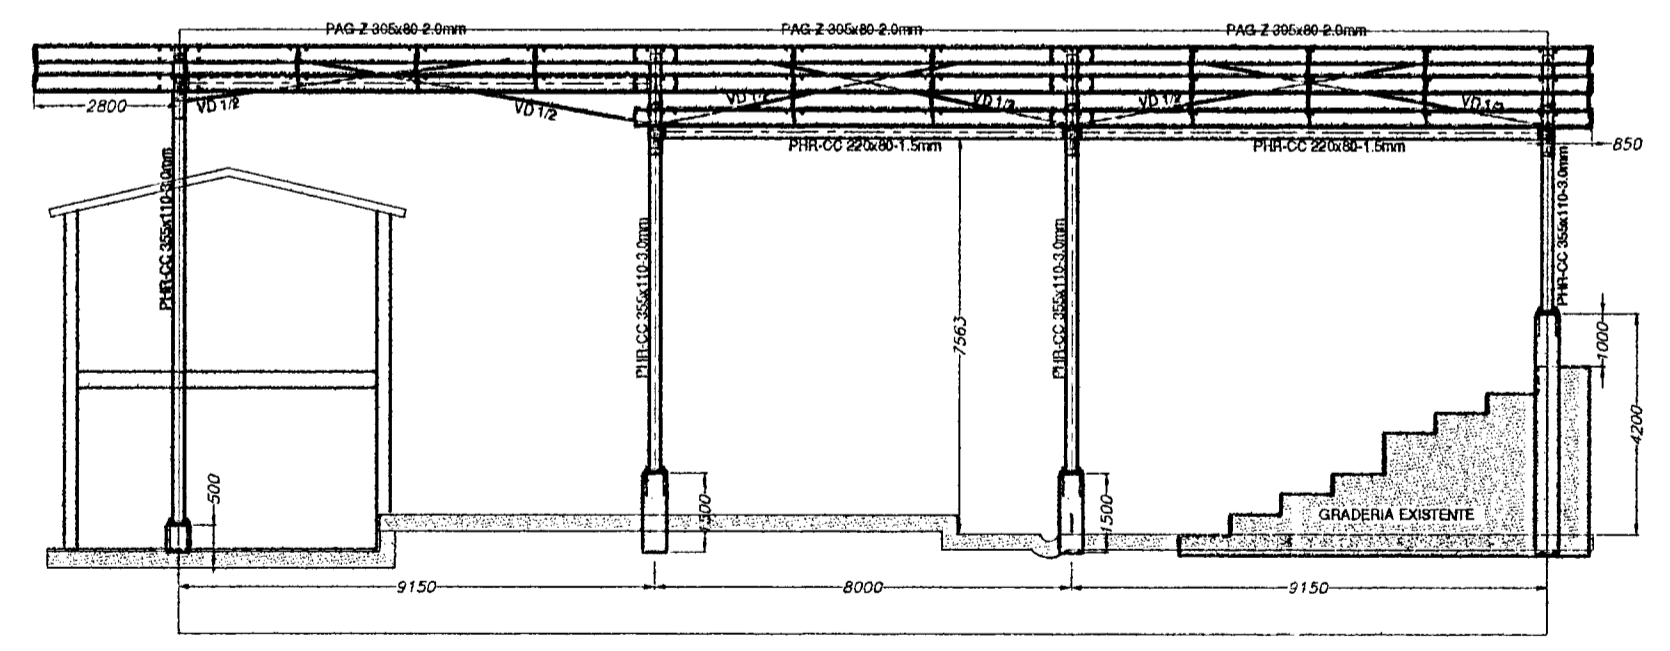 PAG-Z 305x80-2.0mm
PAG-Z 305x80-2.0mm
PAG-Z 305x80-2.0mm
2800
VD 1/2
VD 1/2
VD 1/2
VD 1/2
VD 1/2
VD 1/2
PHR-CC 220x80-1.5mm
PHR-CC 220x80-1.5mm
850
PHR-CC 355x110-3.0mm
PHR-CC 355x110-3.0mm
PHR-CC 355x110-3.0mm
PHR-CC 355x110-3.0mm
7563
1000
4200
500
1500
1500
GRADERIA EXISTENTE
9150
8000
9150